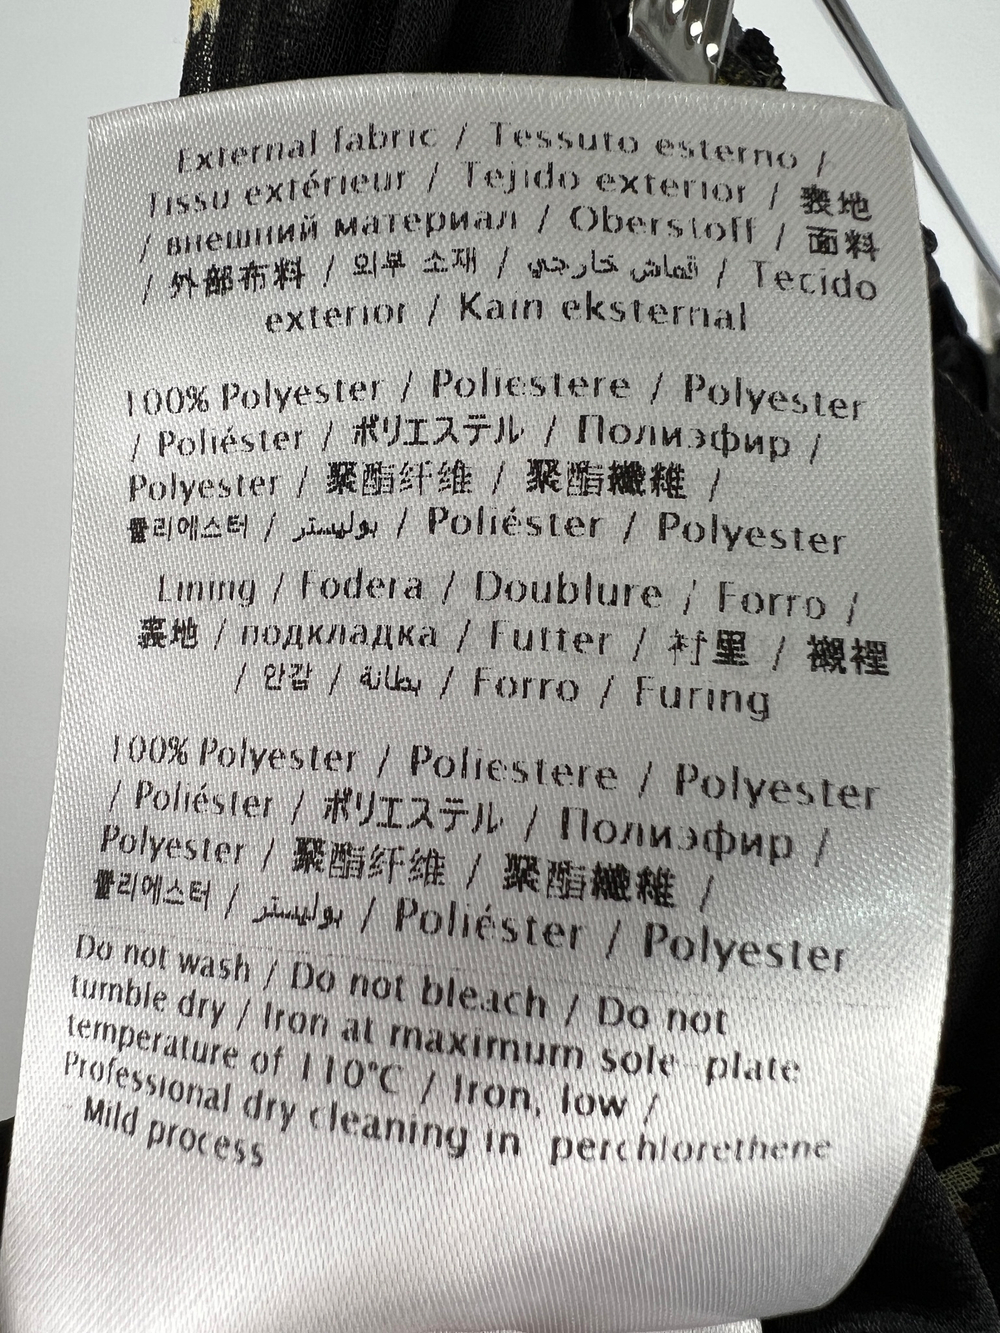 External fabric / Tessuto esterno /
Tissu extérieur / Tejido exterior / 表地
/ внешний материал / Oberstoff / 面料
/ 外部布料 / 외부 소재 / قماش خارجي / Tecido
exterior / Kain eksternal
100% Polyester / Poliestere / Polyester
/ Poliéster / ポリエステル / Полиэфир /
Polyester / 聚酯纤维 / 聚酯纖維 /
폴리에스터 / بوليستر / Poliéster / Polyester
Lining / Fodera / Doublure / Forro /
裏地 / подкладка / Futter / 衬里 / 襯裡
/ 안감 / بطانة / Forro / Furing
100% Polyester / Poliestere / Polyester
/ Poliéster / ポリエステル / Полиэфир /
Polyester / 聚酯纤维 / 聚酯纖維 /
폴리에스터 / بوليستر / Poliéster / Polyester
Do not wash / Do not bleach / Do not
tumble dry / Iron at maximum sole plate
temperature of 110°C / Iron, low /
Professional dry cleaning in perchlorethene
Mild process